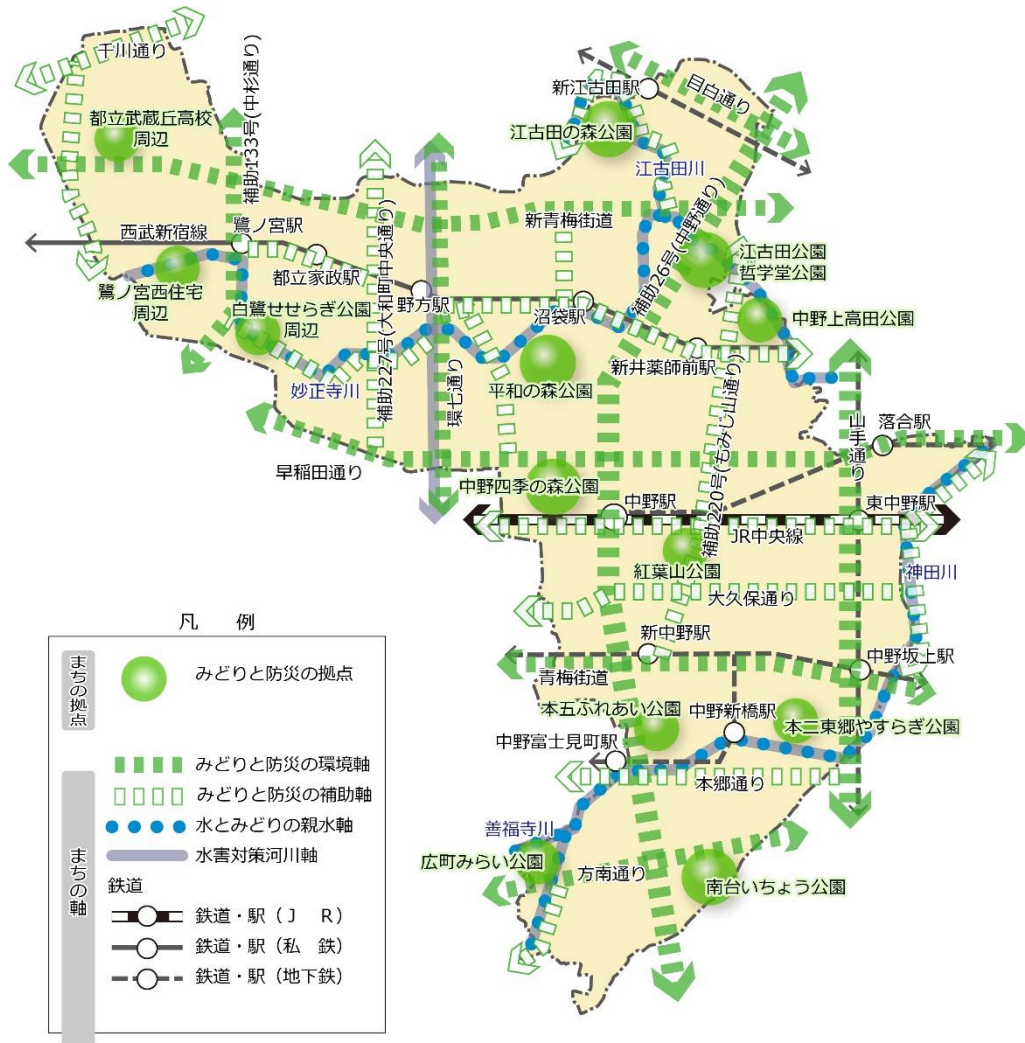 千川通り
都立武蔵丘高校
周辺
補助133号(中杉通り)
新江古田駅
目白通り
江古田の森公園
江古田川
新青梅街道
補助26号(中野通り)
江古田公園
哲学堂公園
西武新宿線
鷺ノ宮駅
都立家政駅
鷺ノ宮西住宅
周辺
白鷺せせらぎ公園
周辺
補助227号(大和町中央通り)
野方駅
沼袋駅
中野上高田公園
新井薬師前駅
妙正寺川
環七通り
平和の森公園
補助220号(もみじ山通り)
山手通り
落合駅
早稲田通り
中野四季の森公園
中野駅
東中野駅
JR中央線
紅葉山公園
神田川
大久保通り
新中野駅
青梅街道
中野坂上駅
本五ふれあい公園
中野新橋駅
本二東郷やすらぎ公園
中野富士見町駅
本郷通り
善福寺川
広町みらい公園
方南通り
南台いちょう公園
凡 例
まちの拠点
みどりと防災の拠点
まちの軸
みどりと防災の環境軸
みどりと防災の補助軸
水とみどりの親水軸
水害対策河川軸
鉄道
鉄道・駅(J R)
鉄道・駅(私 鉄)
鉄道・駅(地下鉄)